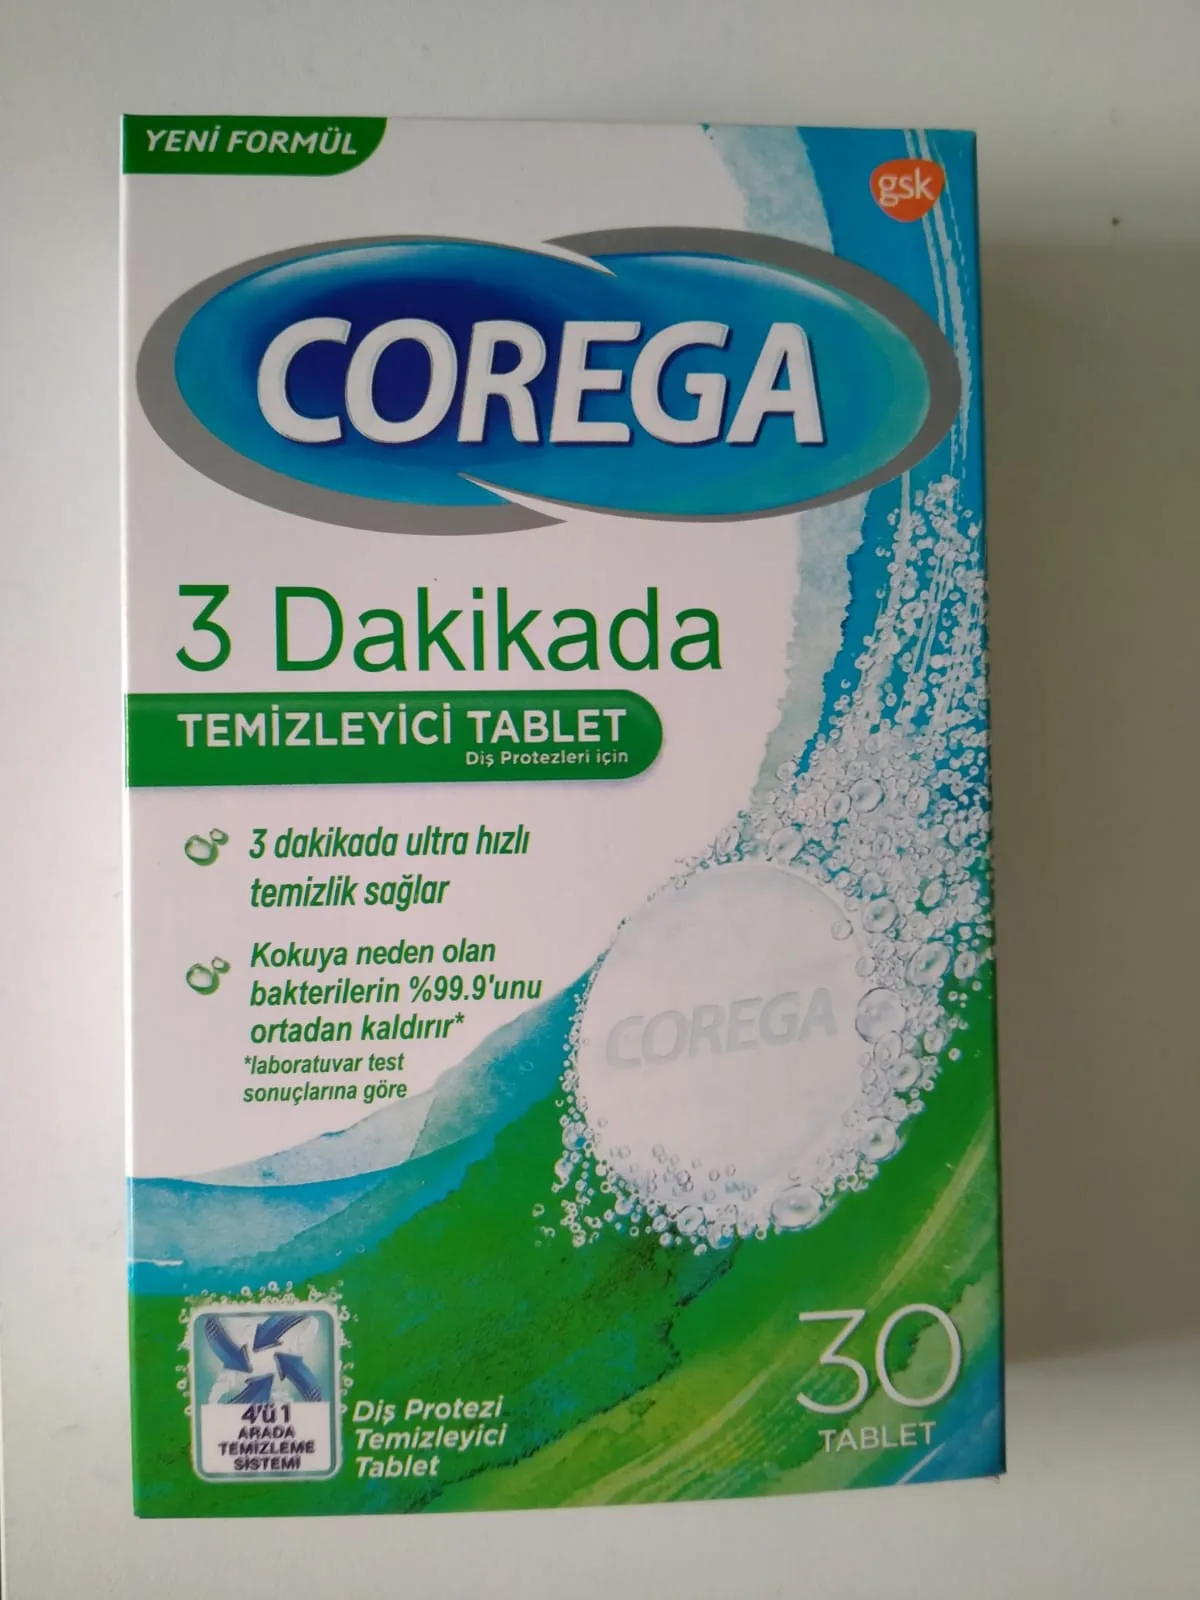 YENİ FORMÜL
gsk
COREGA
3 Dakikada
TEMİZLEYİCİ TABLET
Diş Protezleri için
3 dakikada ultra hızlı
temizlik sağlar
Kokuya neden olan
bakterilerin %99.9'unu
ortadan kaldırır*
*laboratuvar test
sonuçlarına göre
COREGA
4'ü 1
ARADA
TEMİZLEME
SİSTEMİ
Diş Protezi
Temizleyici
Tablet
30
TABLET